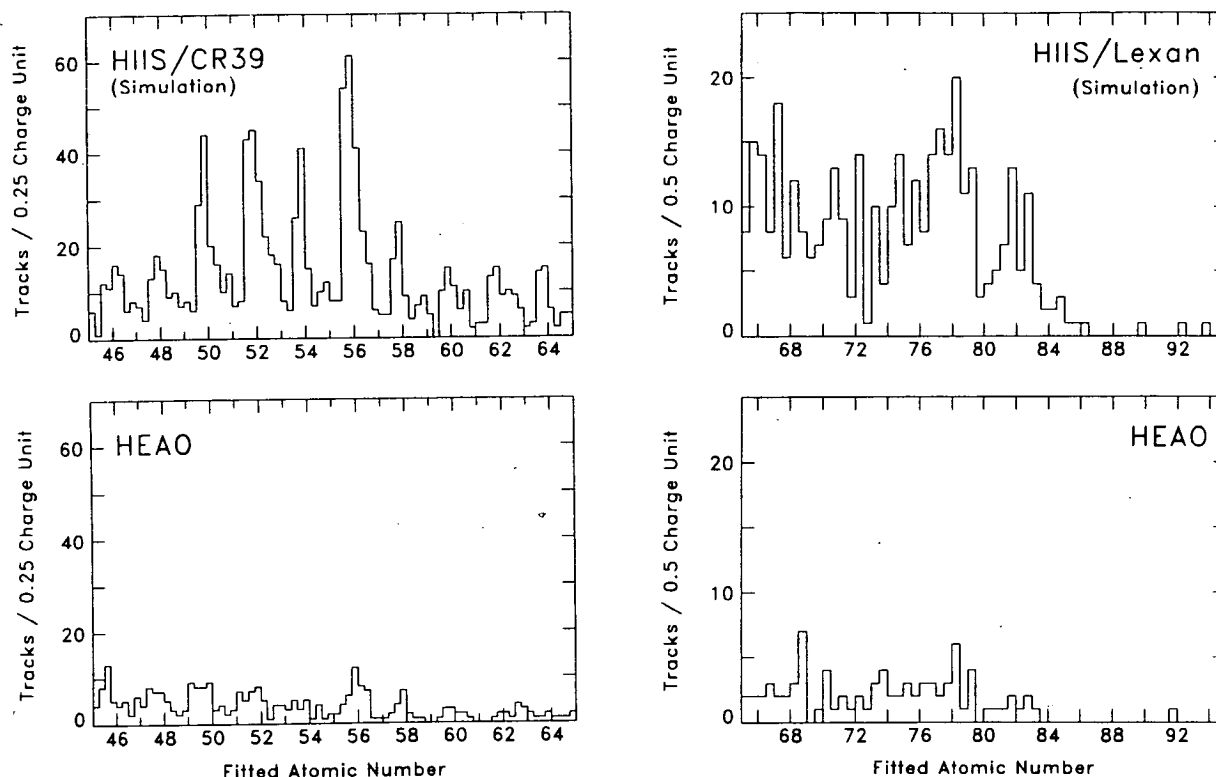 HIIS/CR39
(Simulation)
Tracks / 0.25 Charge Unit
60
40
20
0
46 48 50 52 54 56 58 60 62 64
HIIS/Lexan
(Simulation)
Tracks / 0.5 Charge Unit
20
10
0
68 72 76 80 84 88 92
HEAO
Tracks / 0.25 Charge Unit
60
40
20
0
46 48 50 52 54 56 58 60 62 64
Fitted Atomic Number
HEAO
Tracks / 0.5 Charge Unit
20
10
0
68 72 76 80 84 88 92
Fitted Atomic Number